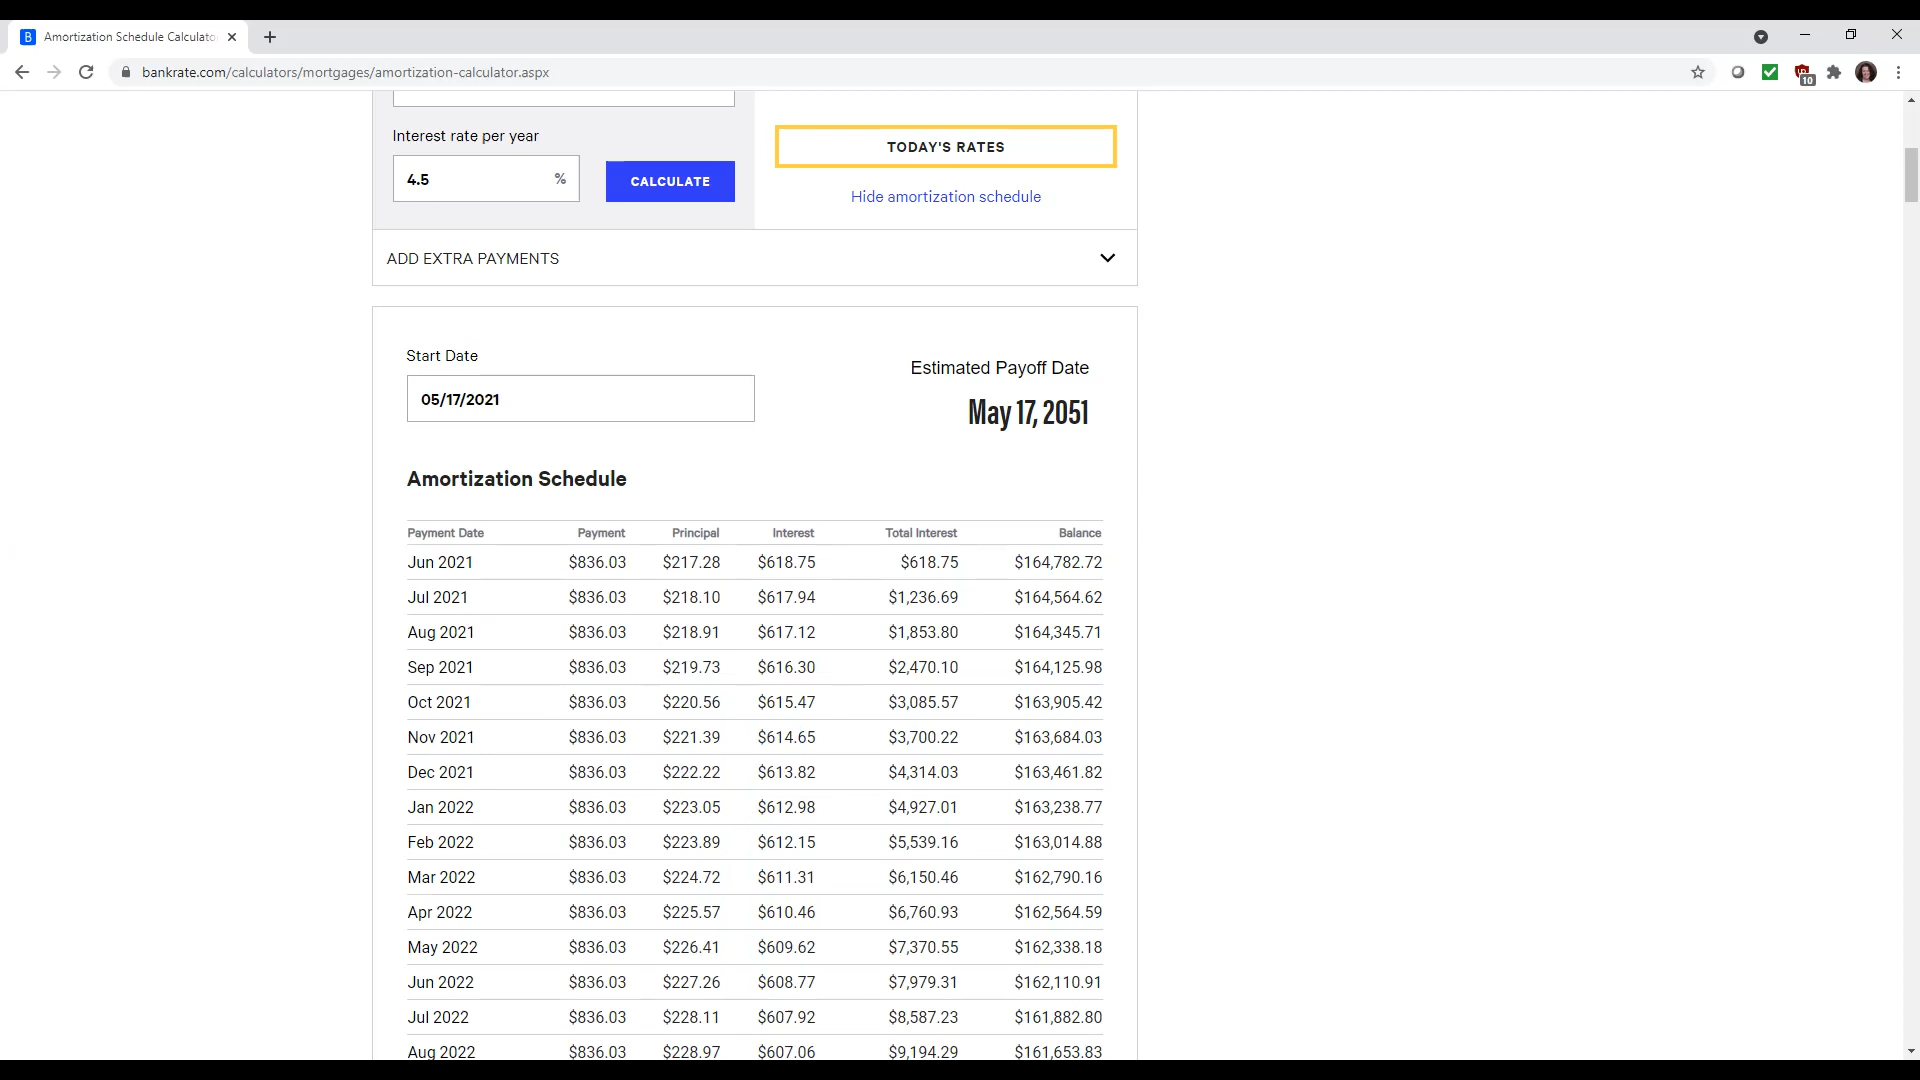 B Amortization Schedule Calculato
bankrate.com/calculators/mortgages/amortization-calculator.aspx
10
Interest rate per year
4.5 %
CALCULATE
TODAY'S RATES
Hide amortization schedule
ADD EXTRA PAYMENTS
Start Date
05/17/2021
Estimated Payoff Date
May 17, 2051
Amortization Schedule
Payment Date Payment Principal Interest Total Interest Balance
Jun 2021 $836.03 $217.28 $618.75 $618.75 $164,782.72
Jul 2021 $836.03 $218.10 $617.94 $1,236.69 $164,564.62
Aug 2021 $836.03 $218.91 $617.12 $1,853.80 $164,345.71
Sep 2021 $836.03 $219.73 $616.30 $2,470.10 $164,125.98
Oct 2021 $836.03 $220.56 $615.47 $3,085.57 $163,905.42
Nov 2021 $836.03 $221.39 $614.65 $3,700.22 $163,684.03
Dec 2021 $836.03 $222.22 $613.82 $4,314.03 $163,461.82
Jan 2022 $836.03 $223.05 $612.98 $4,927.01 $163,238.77
Feb 2022 $836.03 $223.89 $612.15 $5,539.16 $163,014.88
Mar 2022 $836.03 $224.72 $611.31 $6,150.46 $162,790.16
Apr 2022 $836.03 $225.57 $610.46 $6,760.93 $162,564.59
May 2022 $836.03 $226.41 $609.62 $7,370.55 $162,338.18
Jun 2022 $836.03 $227.26 $608.77 $7,979.31 $162,110.91
Jul 2022 $836.03 $228.11 $607.92 $8,587.23 $161,882.80
Aug 2022 $836.03 $228.97 $607.06 $9,194.29 $161,653.83